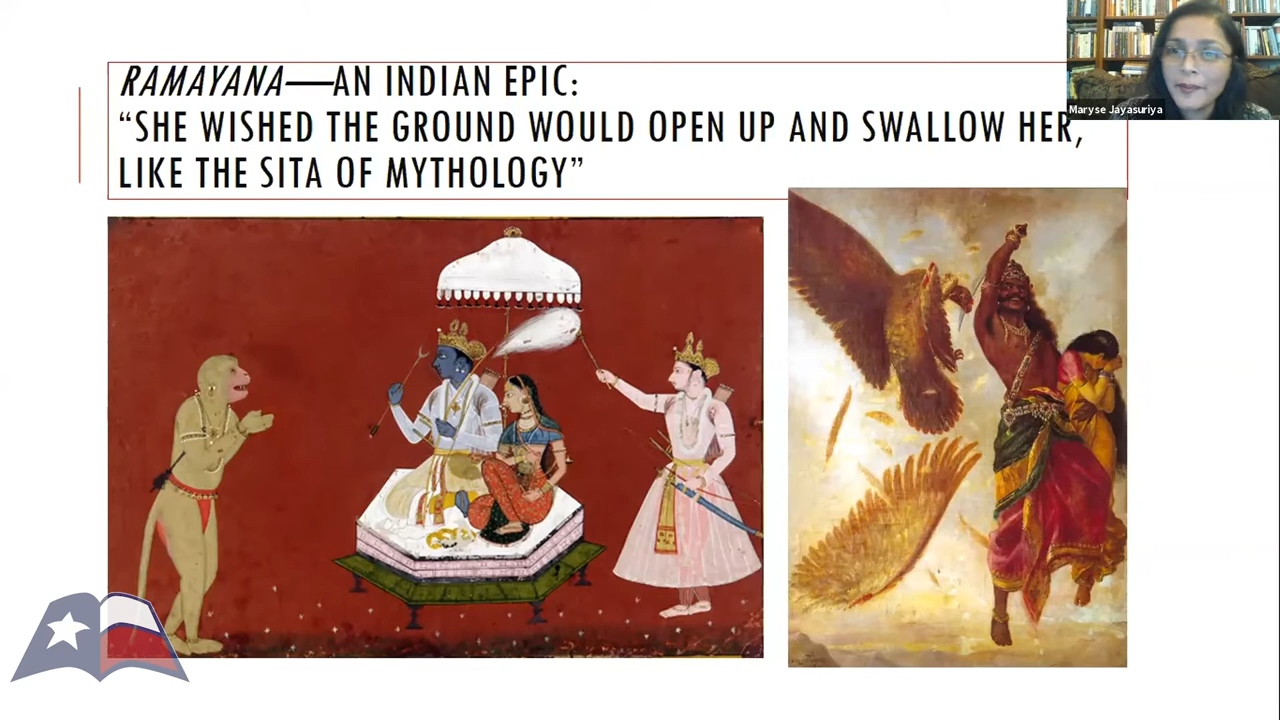 RAMAYANA—AN INDIAN EPIC:
“SHE WISHED THE GROUND WOULD OPEN UP AND SWALLOW HER,
LIKE THE SITA OF MYTHOLOGY”
Maryse Jayasuriya